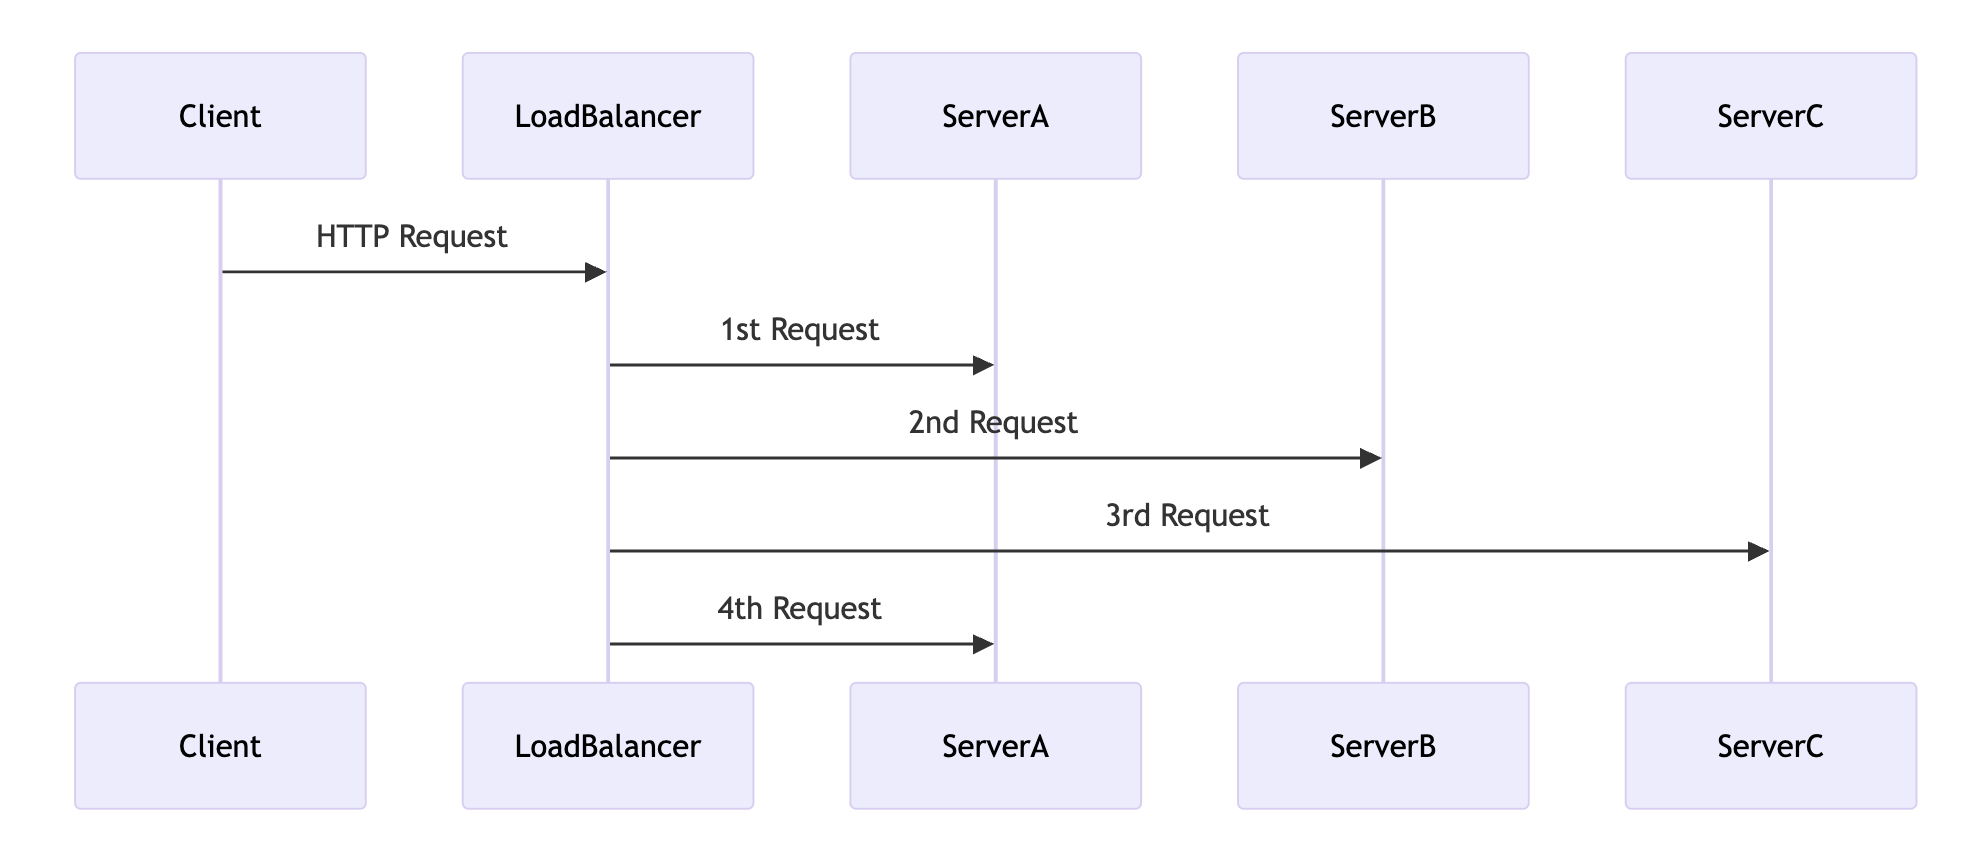 Client
LoadBalancer
ServerA
ServerB
ServerC
HTTP Request
1st Request
2nd Request
3rd Request
4th Request
Client
LoadBalancer
ServerA
ServerB
ServerC